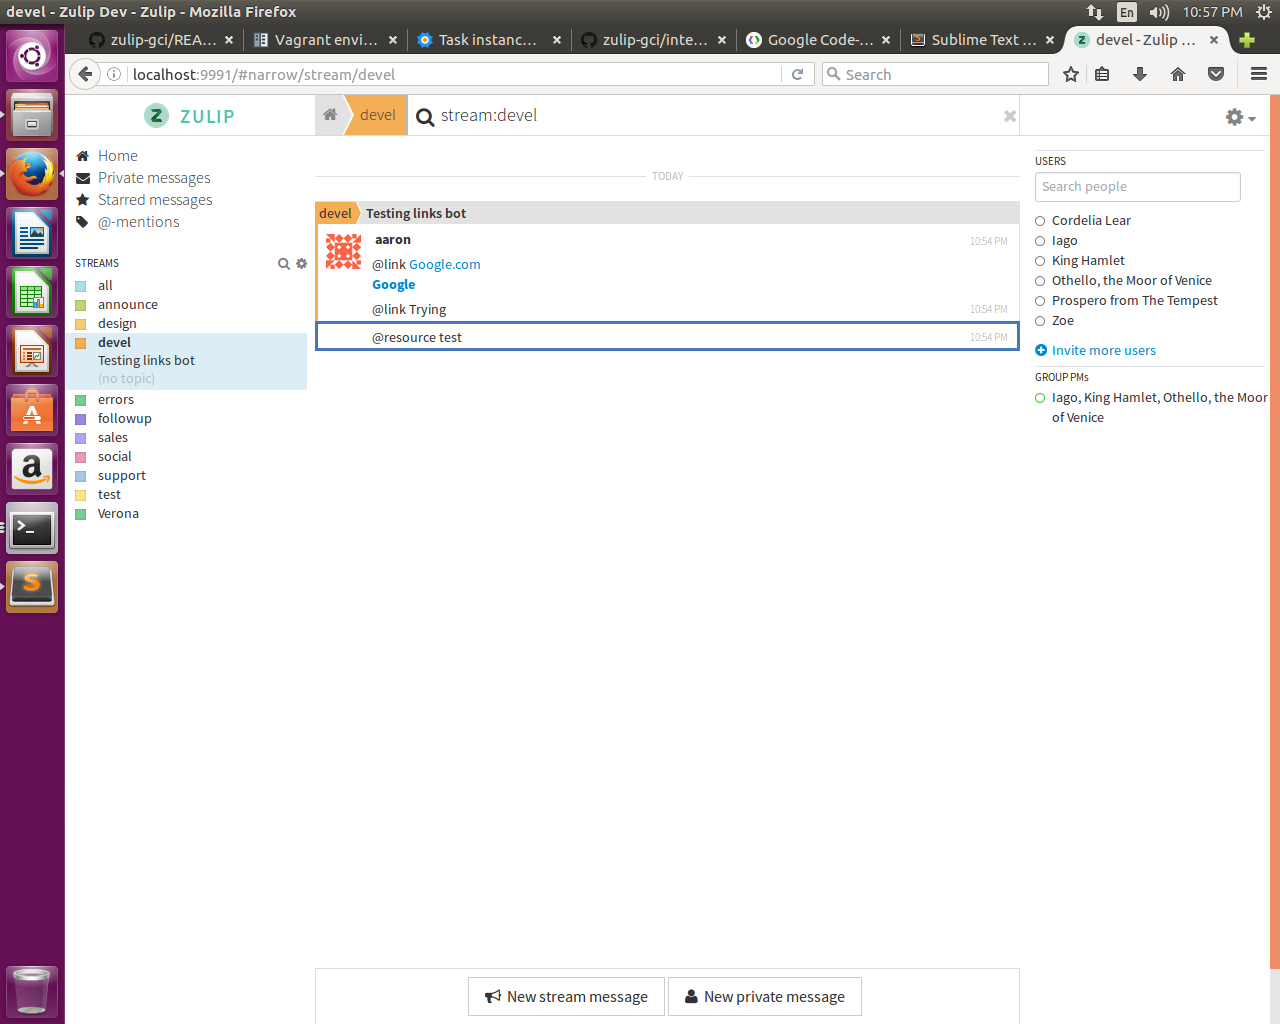 devel - Zulip Dev - Zulip - Mozilla Firefox
En
10:57 PM
zulip-gci/REA...
Vagrant envi...
Task instanc...
zulip-gci/inte...
Google Code-...
Sublime Text ...
devel - Zulip ...
localhost:9991/#narrow/stream/devel
Search
ZULIP
devel
stream:devel
Home
Private messages
Starred messages
@-mentions
STREAMS
all
announce
design
devel
Testing links bot
(no topic)
errors
followup
sales
social
support
test
Verona
TODAY
devel
Testing links bot
aaron
10:54 PM
@link Google.com
Google
@link Trying
10:54 PM
@resource test
10:54 PM
New stream message
New private message
USERS
Search people
Cordelia Lear
Iago
King Hamlet
Othello, the Moor of Venice
Prospero from The Tempest
Zoe
Invite more users
GROUP PMs
Iago, King Hamlet, Othello, the Moor
of Venice